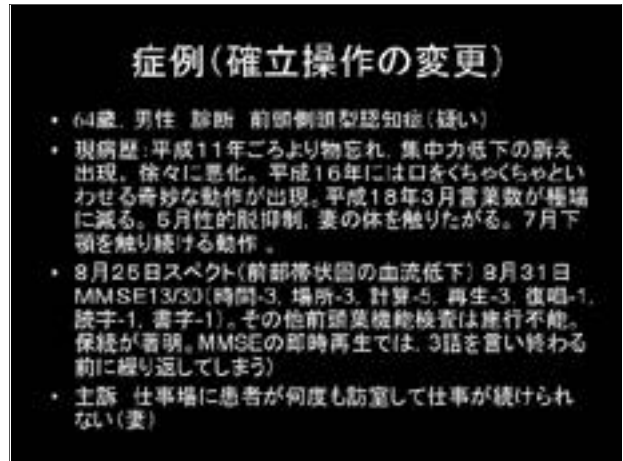 症例(確立操作の変更)
• 64歳. 男性 診断 前頭側頭型認知症(疑い)
• 現病歴:平成11年ごろより物忘れ, 集中力低下の訴え
出現. 徐々に悪化。平成16年には口をくちゃくちゃとい
わせる奇妙な動作が出現。平成18年3月言葉数が極端
に減る。5月性的脱抑制, 妻の体を触りたがる。7月下
顎を触り続ける動作 。
• 8月25日スペクト(前部帯状回の血流低下) 8月31日
MMSE13/30(時間-3, 場所-3, 計算-5, 再生-3, 復唱-1,
読字-1, 書字-1)。その他前頭葉機能検査は施行不能。
保続が著明。MMSEの即時再生では, 3語を言い終わる
前に繰り返してしまう)
• 主訴 仕事場に患者が何度も訪室して仕事が続けられ
ない(妻)